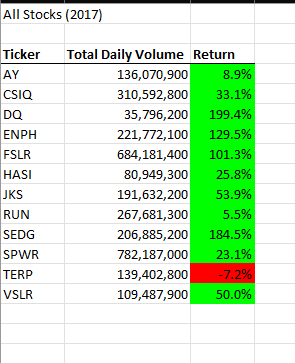 All Stocks (2017)
Ticker Total Daily Volume Return
AY 136,070,900 8.9%
CSIQ 310,592,800 33.1%
DQ 35,796,200 199.4%
ENPH 221,772,100 129.5%
FSLR 684,181,400 101.3%
HASI 80,949,300 25.8%
JKS 191,632,200 53.9%
RUN 267,681,300 5.5%
SEDG 206,885,200 184.5%
SPWR 782,187,000 23.1%
TERP 139,402,800 -7.2%
VSLR 109,487,900 50.0%